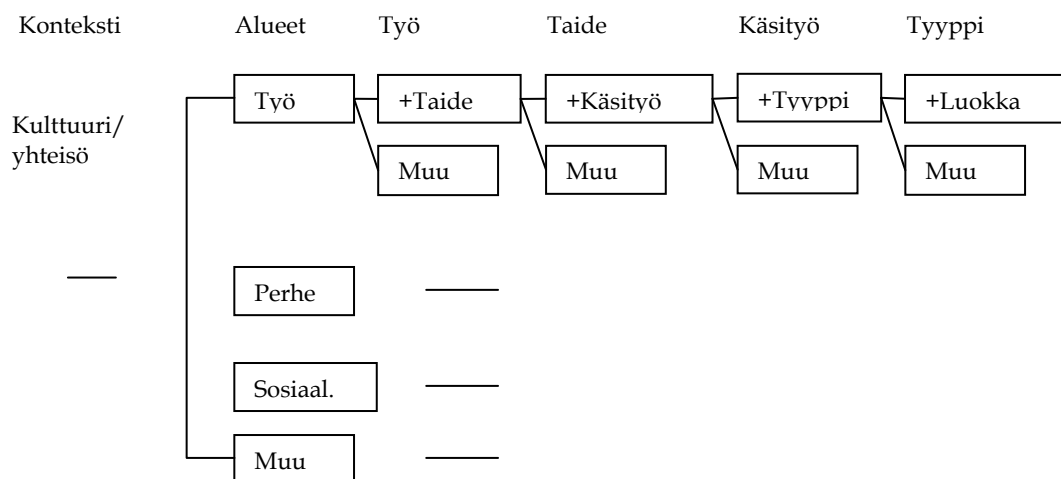 Konteksti Alueet Työ Taide Käsityö Tyyppi
Työ +Taide +Käsityö +Tyyppi +Luokka
Kulttuuri/
yhteisö
Muu Muu Muu Muu
Perhe
Sosiaal.
Muu